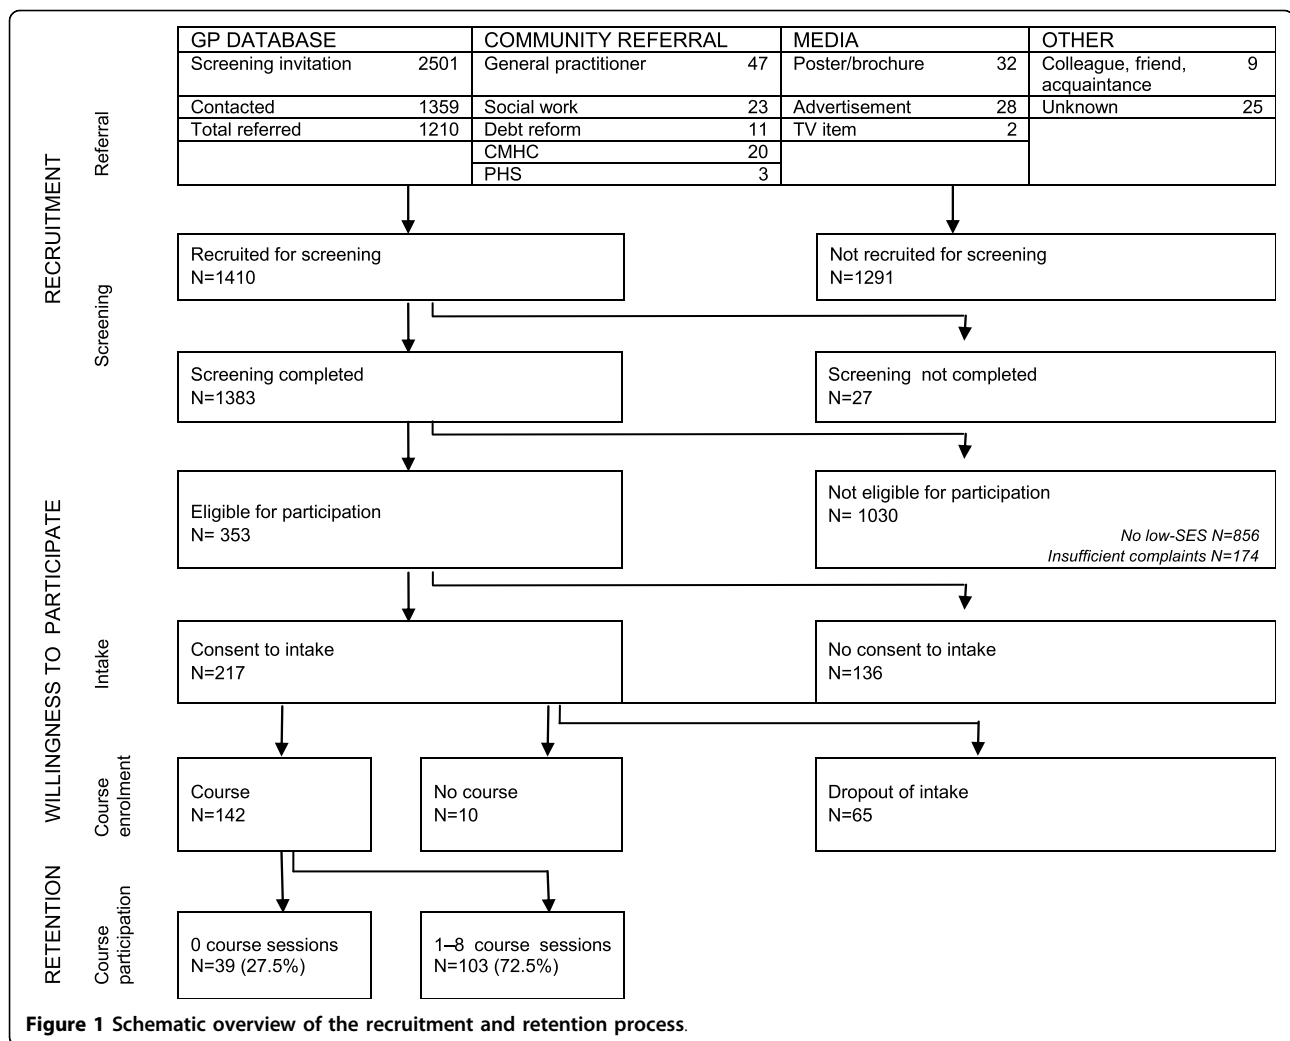 GP DATABASE COMMUNITY REFERRAL MEDIA OTHER
Screening invitation 2501 General practitioner 47 Poster/brochure 32 Colleague, friend, 9
acquaintance
Contacted 1359 Social work 23 Advertisement 28 Unknown 25
Total referred 1210 Debt reform 11 TV item 2
CMHC 20
PHS 3
RECRUITMENT
Referral
Screening
Recruited for screening
N=1410
Not recruited for screening
N=1291
Screening completed
N=1383
Screening not completed
N=27
WILLINGNESS TO PARTICIPATE
Eligible for participation
N= 353
Not eligible for participation
N= 1030
No low-SES N=856
Insufficient complaints N=174
Intake
Consent to intake
N=217
No consent to intake
N=136
Course
enrolment
Course
N=142
No course
N=10
Dropout of intake
N=65
RETENTION
Course
participation
0 course sessions
N=39 (27.5%)
1–8 course sessions
N=103 (72.5%)
Figure 1 Schematic overview of the recruitment and retention process.